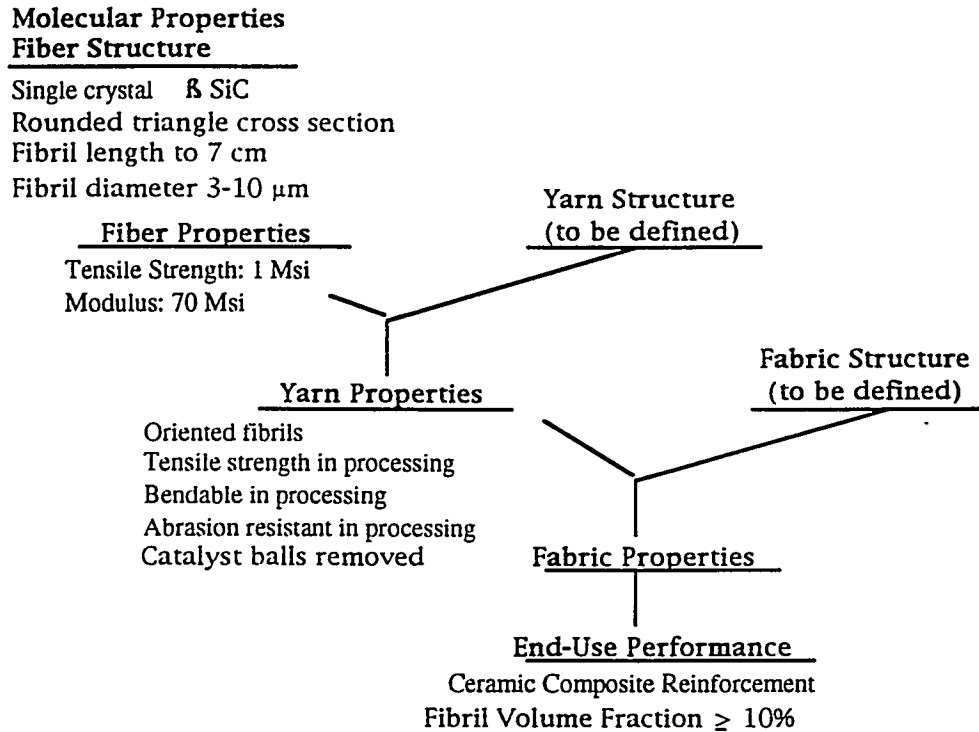 Molecular Properties
Fiber Structure
Single crystal ß SiC
Rounded triangle cross section
Fibril length to 7 cm
Fibril diameter 3-10 μm
Yarn Structure
(to be defined)
Fiber Properties
Tensile Strength: 1 Msi
Modulus: 70 Msi
Fabric Structure
(to be defined)
Yarn Properties
Oriented fibrils
Tensile strength in processing
Bendable in processing
Abrasion resistant in processing
Catalyst balls removed
Fabric Properties
End-Use Performance
Ceramic Composite Reinforcement
Fibril Volume Fraction ≥ 10%